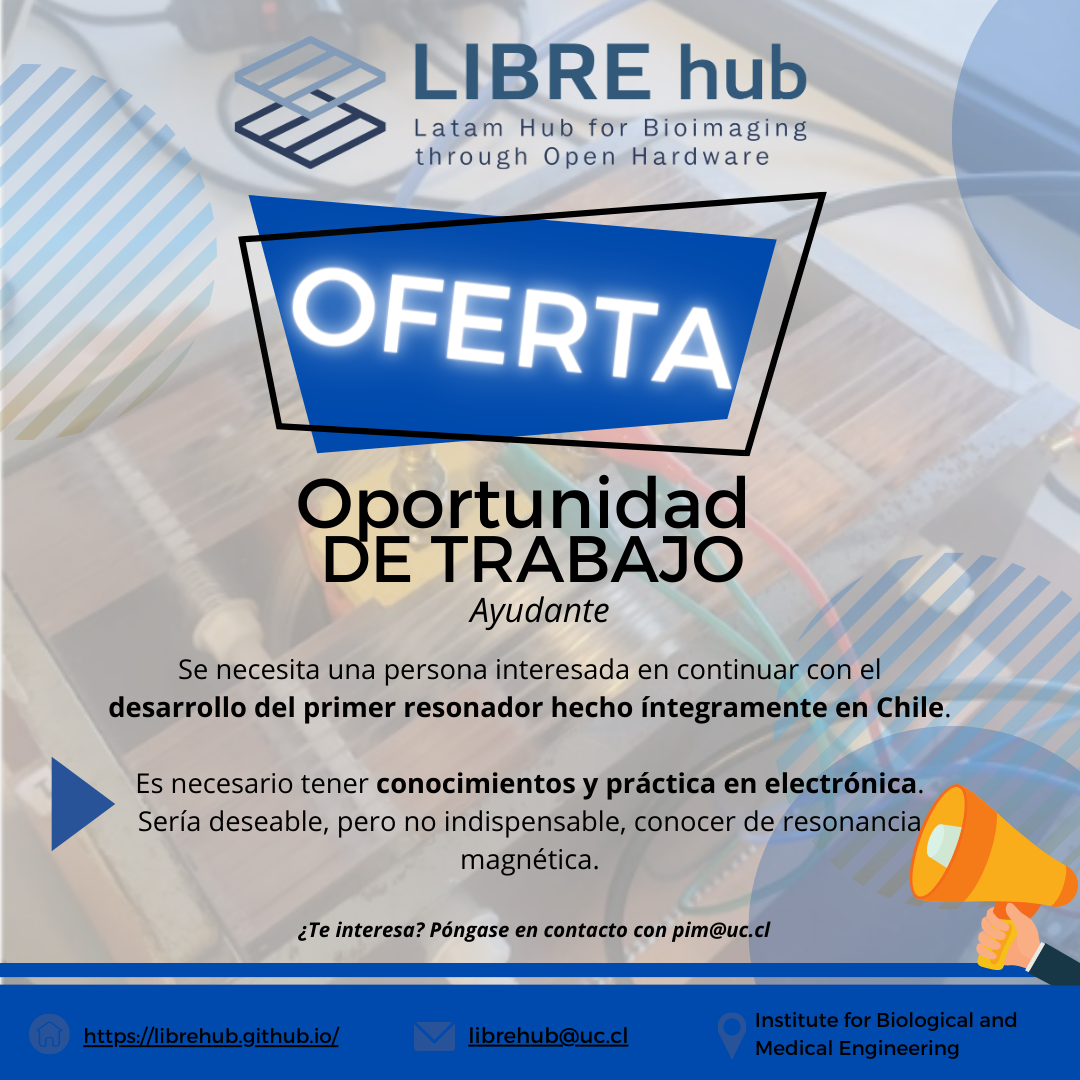 LIBRE hub
Latam Hub for Bioimaging
through Open Hardware
OFERTA
Oportunidad
DE TRABAJO
Ayudante
Se necesita una persona interesada en continuar con el
desarrollo del primer resonador hecho íntegramente en Chile.
Es necesario tener conocimientos y práctica en electrónica.
Sería deseable, pero no indispensable, conocer de resonancia
magnética.
¿Te interesa? Póngase en contacto con pim@uc.cl
https://librehub.github.io/
librehub@uc.cl
Institute for Biological and
Medical Engineering